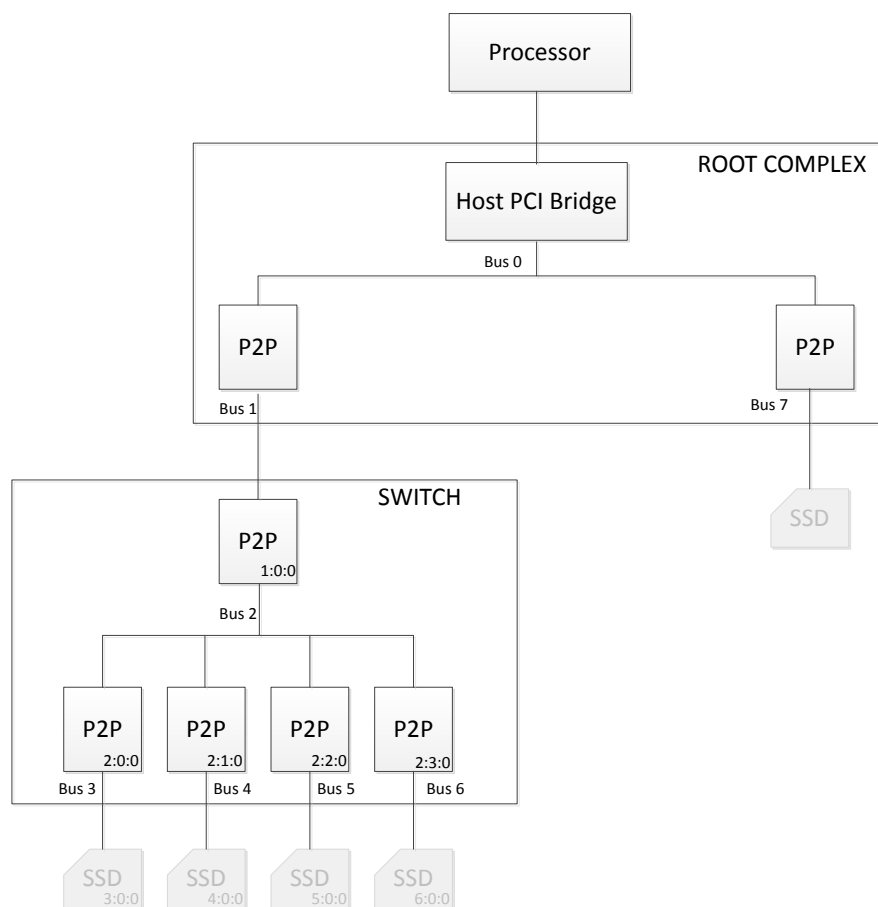 Processor
ROOT COMPLEX
Host PCI Bridge
Bus 0
P2P
P2P
Bus 1
Bus 7
SWITCH
SSD
P2P
1:0:0
Bus 2
P2P
P2P
P2P
P2P
2:0:0
2:1:0
2:2:0
2:3:0
Bus 3
Bus 4
Bus 5
Bus 6
SSD
SSD
SSD
SSD
3:0:0
4:0:0
5:0:0
6:0:0